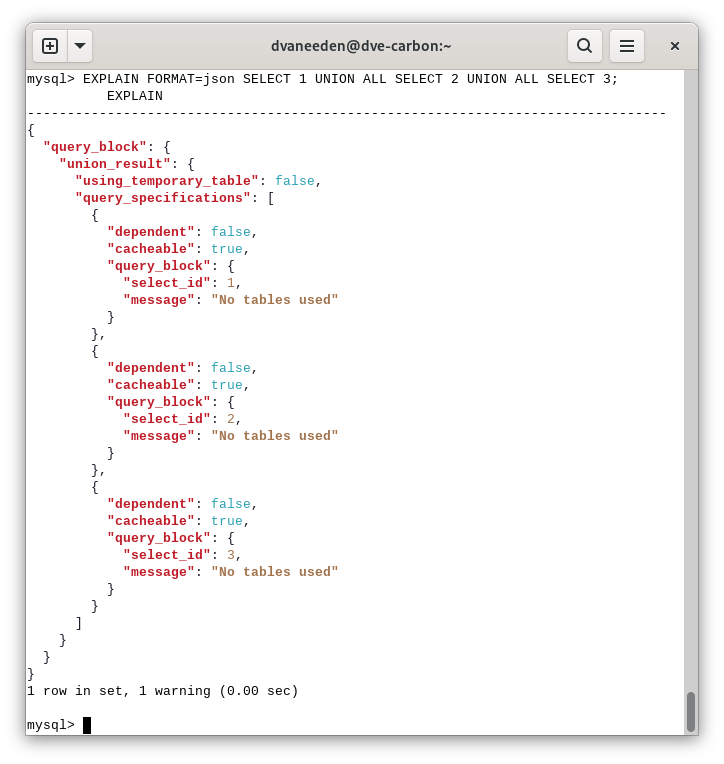 dvaneeden@dve-carbon:~
mysql> EXPLAIN FORMAT=json SELECT 1 UNION ALL SELECT 2 UNION ALL SELECT 3;
          EXPLAIN
--------------------------------------------------------------------------------
{
  "query_block": {
    "union_result": {
      "using_temporary_table": false,
      "query_specifications": [
        {
          "dependent": false,
          "cacheable": true,
          "query_block": {
            "select_id": 1,
            "message": "No tables used"
          }
        },
        {
          "dependent": false,
          "cacheable": true,
          "query_block": {
            "select_id": 2,
            "message": "No tables used"
          }
        },
        {
          "dependent": false,
          "cacheable": true,
          "query_block": {
            "select_id": 3,
            "message": "No tables used"
          }
        }
      ]
    }
  }
}
1 row in set, 1 warning (0.00 sec)

mysql>